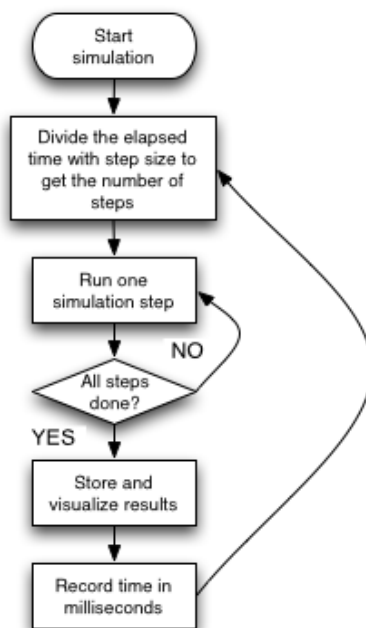 Start
simulation
Divide the elapsed
time with step size to
get the number of
steps
Run one
simulation step
NO
All steps
done?
YES
Store and
visualize results
Record time in
milliseconds